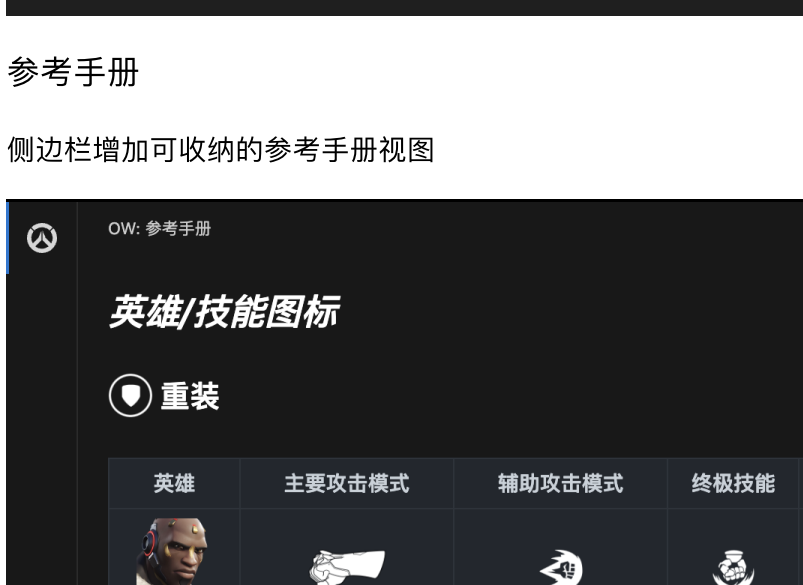 参考手册
侧边栏增加可收纳的参考手册视图
OW: 参考手册
英雄/技能图标
重装
英雄 主要攻击模式 辅助攻击模式 终极技能